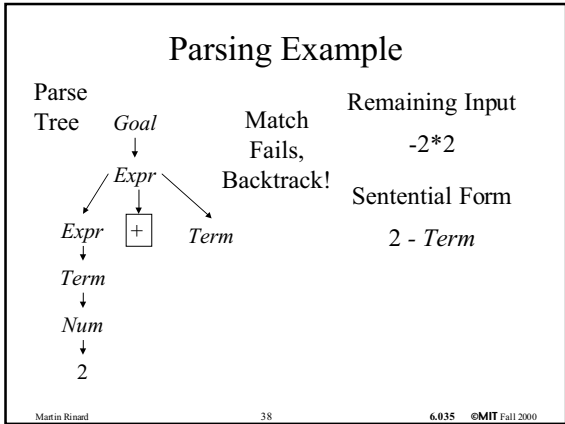 Parsing Example
Parse
Tree
Goal
Expr
Expr
+
Term
Term
Num
2
Match
Fails,
Backtrack!
Remaining Input
-2*2
Sentential Form
2 - Term
Martin Rinard
38
6.035 ©MIT Fall 2000